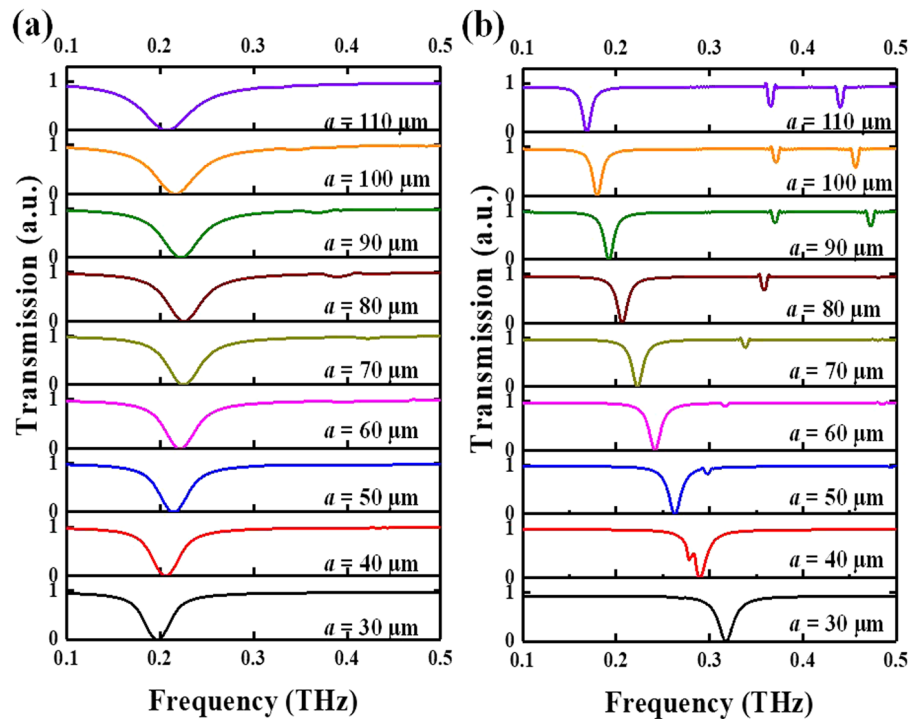 (a)
0.1 0.2 0.3 0.4 0.5
Transmission (a.u.)
1
0
a = 110 μm
1
0
a = 100 μm
1
0
a = 90 μm
1
0
a = 80 μm
1
0
a = 70 μm
1
0
a = 60 μm
1
0
a = 50 μm
1
0
a = 40 μm
1
0
a = 30 μm
0.1 0.2 0.3 0.4 0.5
Frequency (THz)
(b)
0.1 0.2 0.3 0.4 0.5
Transmission (a.u.)
1
0
a = 110 μm
1
0
a = 100 μm
1
0
a = 90 μm
1
0
a = 80 μm
1
0
a = 70 μm
1
0
a = 60 μm
1
0
a = 50 μm
1
0
a = 40 μm
1
0
a = 30 μm
0.1 0.2 0.3 0.4 0.5
Frequency (THz)